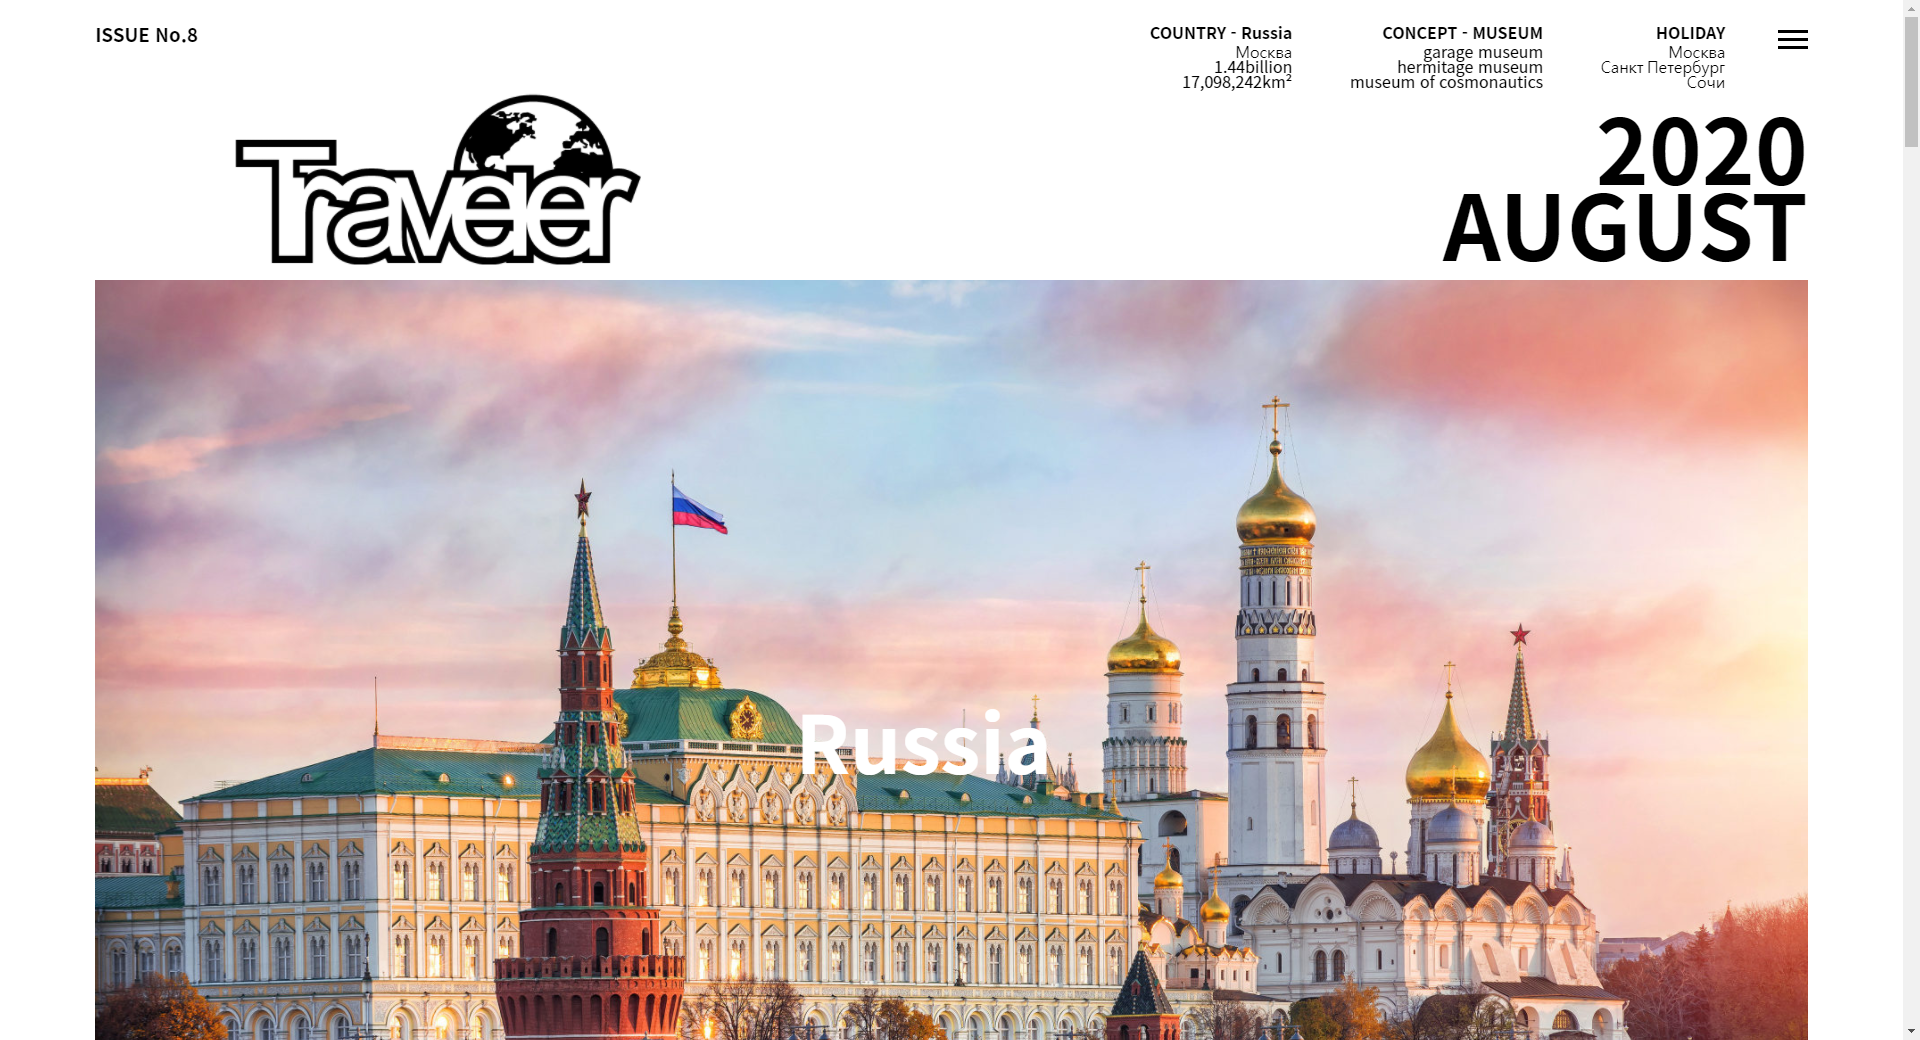 ISSUE No.8
COUNTRY - Russia
Москва
1.44billion
17,098,242km²
CONCEPT - MUSEUM
garage museum
hermitage museum
museum of cosmonautics
HOLIDAY
Москва
Санкт Петербург
Сочи
Traveler
2020
AUGUST
Russia